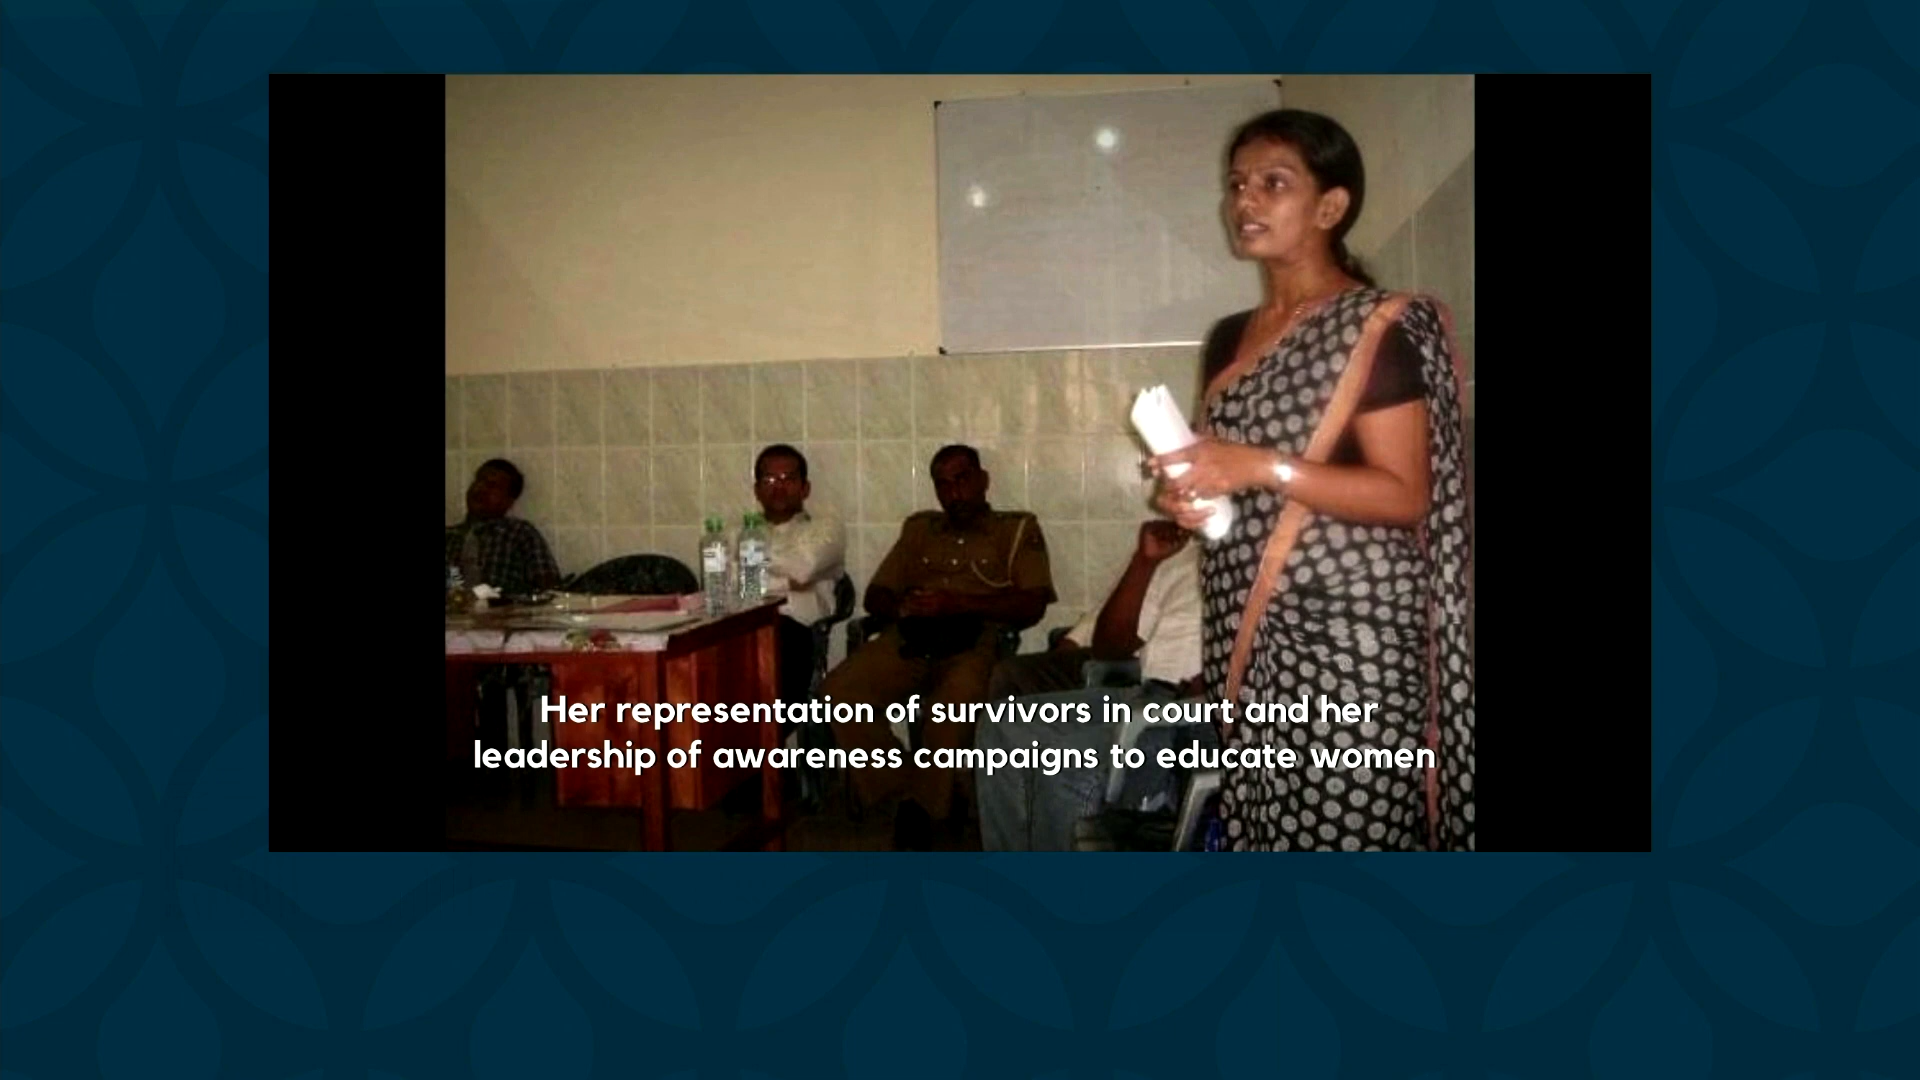 Her representation of survivors in court and her
leadership of awareness campaigns to educate women